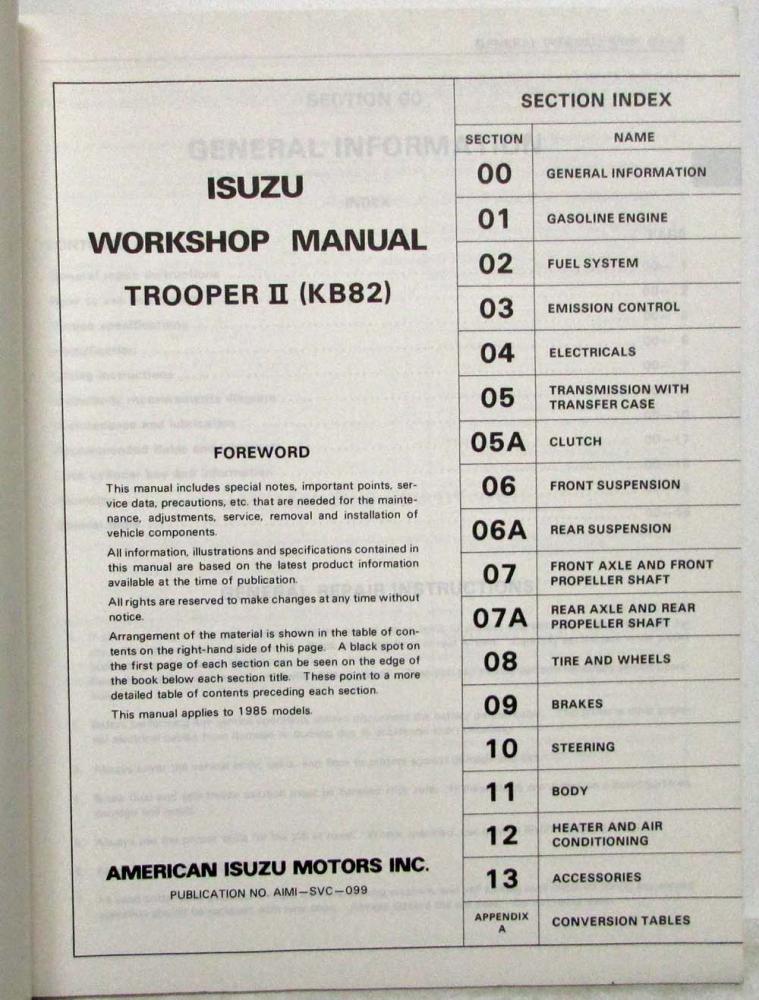 ISUZU
WORKSHOP MANUAL
TROOPER II (KB82)
FOREWORD
This manual includes special notes, important points, ser-
vice data, precautions, etc. that are needed for the mainte-
nance, adjustments, service, removal and installation of
vehicle components.
All information, illustrations and specifications contained in
this manual are based on the latest product information
available at the time of publication.
All rights are reserved to make changes at any time without
notice.
Arrangement of the material is shown in the table of con-
tents on the right-hand side of this page. A black spot on
the first page of each section can be seen on the edge of
the book below each section title. These point to a more
detailed table of contents preceding each section.
This manual applies to 1985 models.
AMERICAN ISUZU MOTORS INC.
PUBLICATION NO. AIMI-SVC-099
SECTION INDEX
SECTION NAME
00 GENERAL INFORMATION
01 GASOLINE ENGINE
02 FUEL SYSTEM
03 EMISSION CONTROL
04 ELECTRICALS
05 TRANSMISSION WITH
TRANSFER CASE
05A CLUTCH
06 FRONT SUSPENSION
06A REAR SUSPENSION
07 FRONT AXLE AND FRONT
PROPELLER SHAFT
07A REAR AXLE AND REAR
PROPELLER SHAFT
08 TIRE AND WHEELS
09 BRAKES
10 STEERING
11 BODY
12 HEATER AND AIR
CONDITIONING
13 ACCESSORIES
APPENDIX
A CONVERSION TABLES